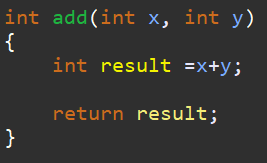 int add(int x, int y)
{
    int result =x+y;

    return result;
}